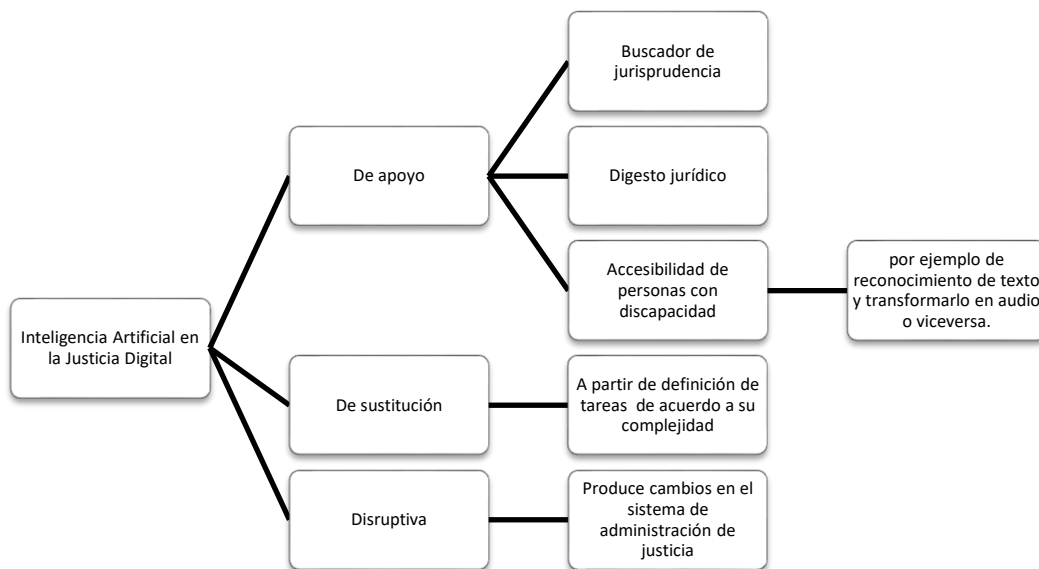 Inteligencia Artificial en
la Justicia Digital
De apoyo
Buscador de
jurisprudencia
Digesto jurídico
Accesibilidad de
personas con
discapacidad
por ejemplo de
reconocimiento de texto
y transformarlo en audio
o viceversa.
De sustitución
A partir de definición de
tareas de acuerdo a su
complejidad
Disruptiva
Produce cambios en el
sistema de
administración de
justicia